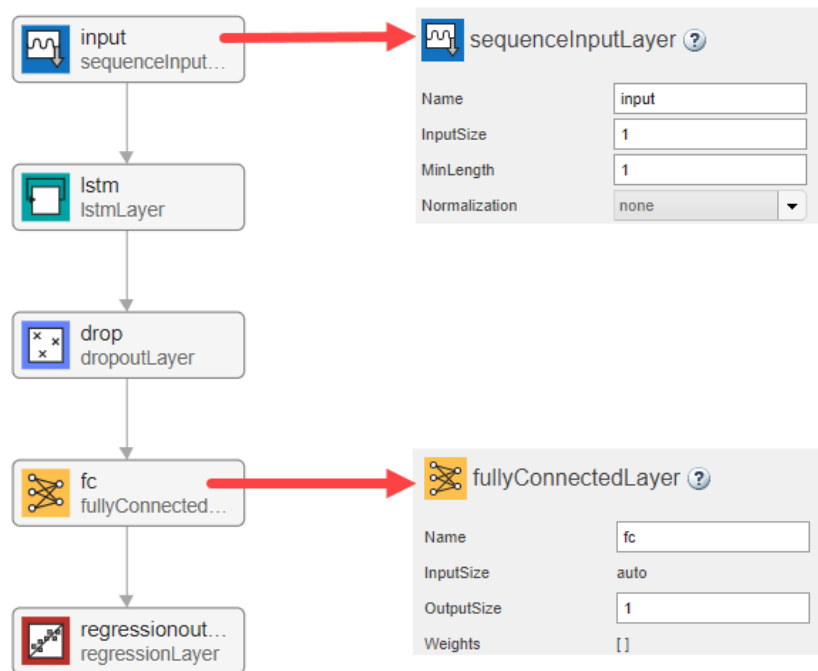 input
sequenceInput...
lstm
lstmLayer
drop
dropoutLayer
fc
fullyConnected...
regressionout...
regressionLayer
sequenceInputLayer ?
Name input
InputSize 1
MinLength 1
Normalization none
fullyConnectedLayer ?
Name fc
InputSize auto
OutputSize 1
Weights []